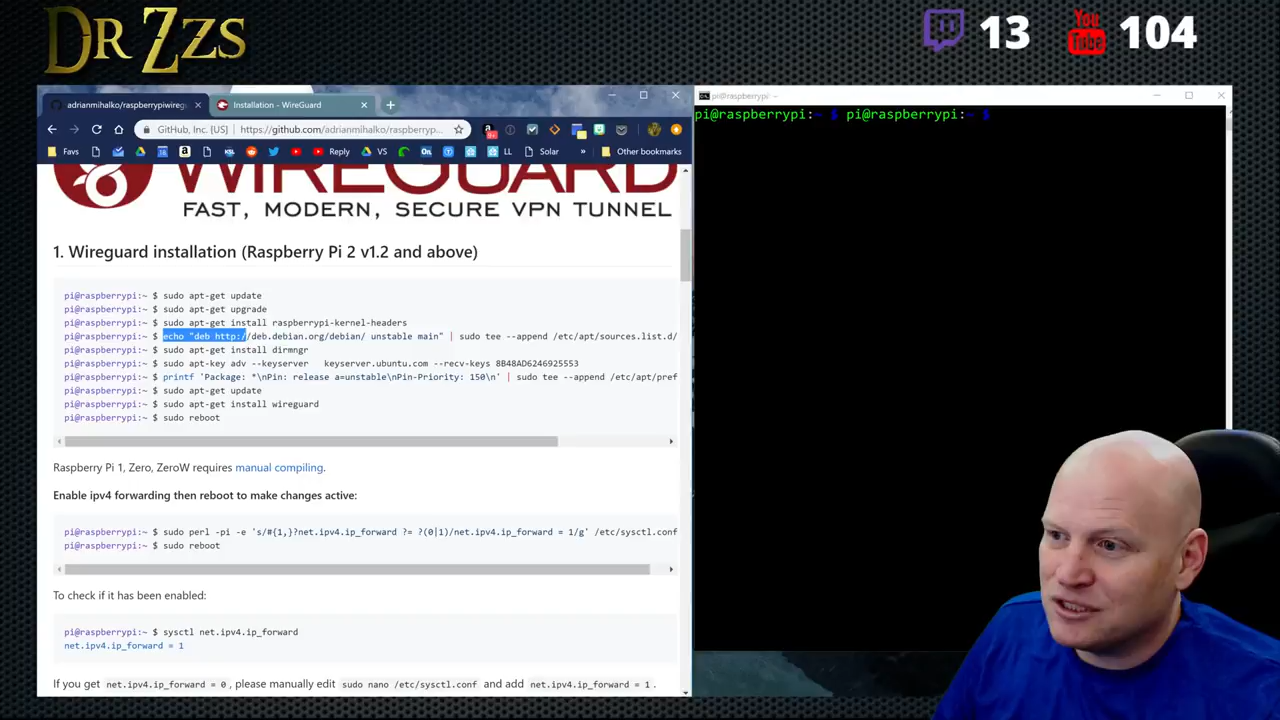 DR ZZS
13
You Tube
104
adrianmihalko/raspberrypiwireg
Installation - WireGuard
GitHub, Inc. [US]
https://github.com/adrianmihalko/raspberryp...
Favs
Reply
VS
On
LL
Solar
»
Other bookmarks
WIREGUARD
FAST, MODERN, SECURE VPN TUNNEL
1. Wireguard installation (Raspberry Pi 2 v1.2 and above)
pi@raspberrypi:~ $ sudo apt-get update
pi@raspberrypi:~ $ sudo apt-get upgrade
pi@raspberrypi:~ $ sudo apt-get install raspberrypi-kernel-headers
pi@raspberrypi:~ $ echo "deb http://deb.debian.org/debian/ unstable main" | sudo tee --append /etc/apt/sources.list.d/
pi@raspberrypi:~ $ sudo apt-get install dirmngr
pi@raspberrypi:~ $ sudo apt-key adv --keyserver   keyserver.ubuntu.com --recv-keys 8B48AD6246925553
pi@raspberrypi:~ $ printf 'Package: *\nPin: release a=unstable\nPin-Priority: 150\n' | sudo tee --append /etc/apt/pref
pi@raspberrypi:~ $ sudo apt-get update
pi@raspberrypi:~ $ sudo apt-get install wireguard
pi@raspberrypi:~ $ sudo reboot
Raspberry Pi 1, Zero, ZeroW requires manual compiling.
Enable ipv4 forwarding then reboot to make changes active:
pi@raspberrypi:~ $ sudo perl -pi -e 's/#{1,}?net.ipv4.ip_forward ?= ?(0|1)/net.ipv4.ip_forward = 1/g' /etc/sysctl.conf
pi@raspberrypi:~ $ sudo reboot
To check if it has been enabled:
pi@raspberrypi:~ $ sysctl net.ipv4.ip_forward
net.ipv4.ip_forward = 1
If you get net.ipv4.ip_forward = 0 , please manually edit sudo nano /etc/sysctl.conf and add net.ipv4.ip_forward = 1 .
pi@raspberrypi: ~
pi@raspberrypi:~ $ pi@raspberrypi:~ $